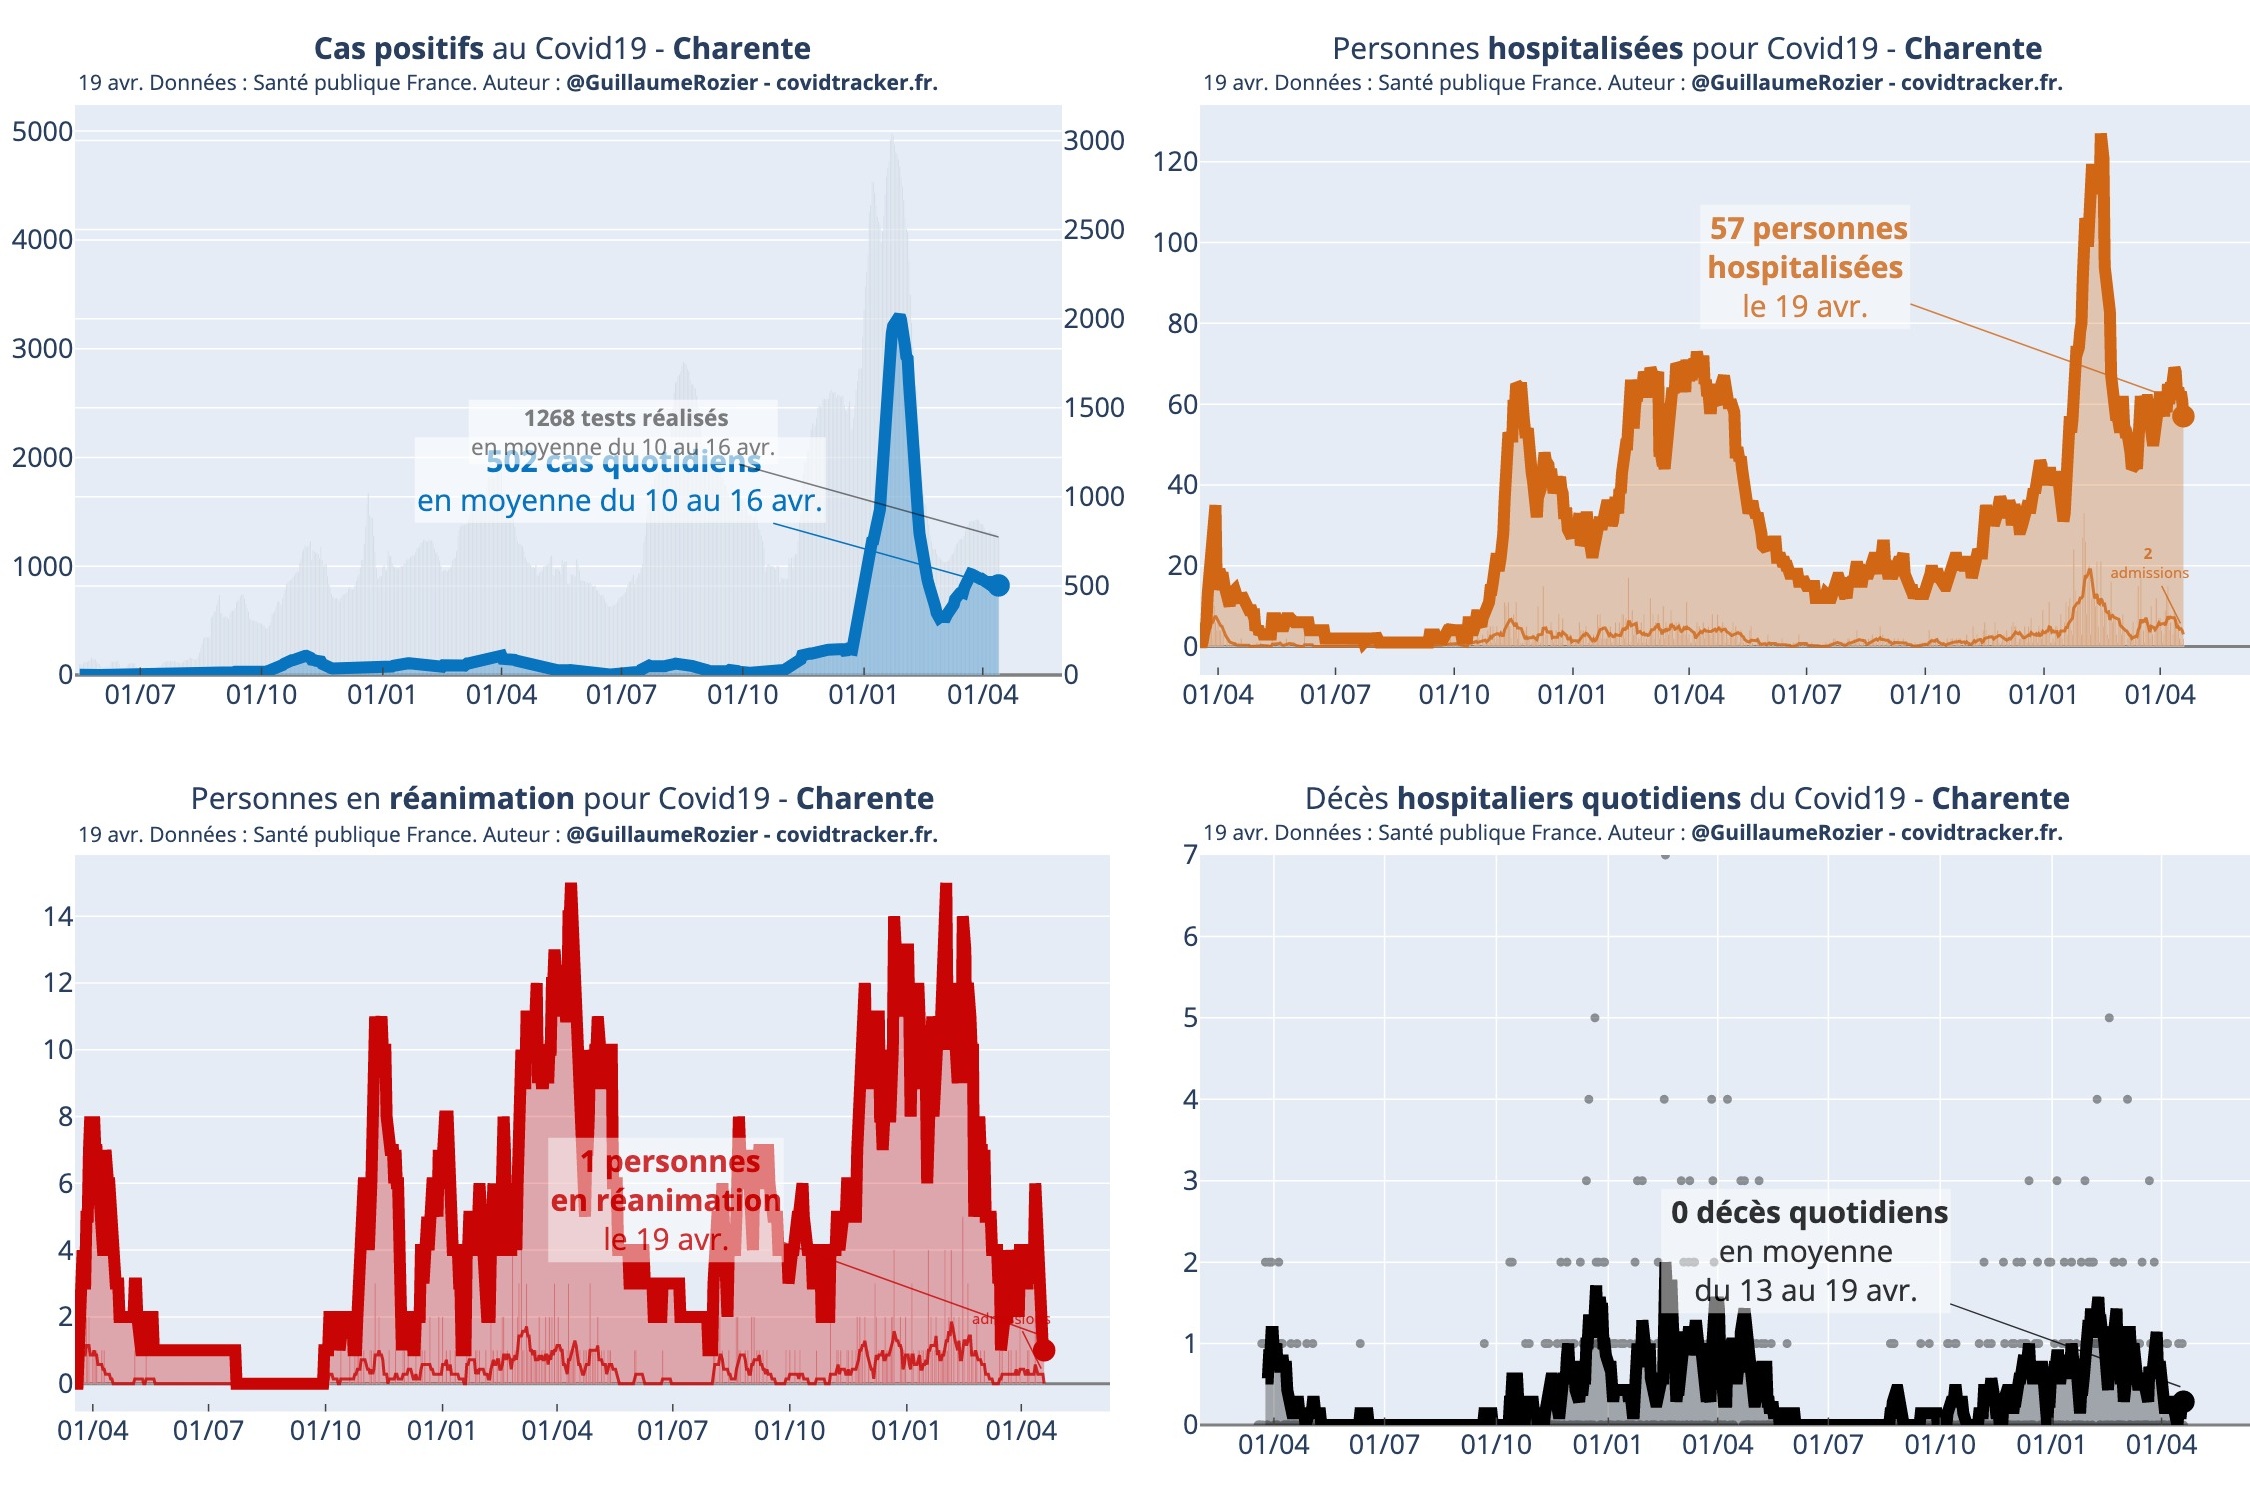 Cas positifs au Covid19 - Charente
19 avr. Données : Santé publique France. Auteur : @GuillaumeRozier - covidtracker.fr.
5000
4000
3000
2000
1000
0
3000
2500
2000
1500
1000
500
0
1268 tests réalisés
en moyenne du 10 au 16 avr.
502 cas quotidiens
en moyenne du 10 au 16 avr.
01/07 01/10 01/01 01/04 01/07 01/10 01/01 01/04
Personnes hospitalisées pour Covid19 - Charente
19 avr. Données : Santé publique France. Auteur : @GuillaumeRozier - covidtracker.fr.
120
100
80
60
40
20
0
57 personnes
hospitalisées
le 19 avr.
2
admissions
01/04 01/07 01/10 01/01 01/04 01/07 01/10 01/01 01/04
Personnes en réanimation pour Covid19 - Charente
19 avr. Données : Santé publique France. Auteur : @GuillaumeRozier - covidtracker.fr.
14
12
10
8
6
4
2
0
1 personnes
en réanimation
le 19 avr.
admissions
01/04 01/07 01/10 01/01 01/04 01/07 01/10 01/01 01/04
Décès hospitaliers quotidiens du Covid19 - Charente
19 avr. Données : Santé publique France. Auteur : @GuillaumeRozier - covidtracker.fr.
7
6
5
4
3
2
1
0
0 décès quotidiens
en moyenne
du 13 au 19 avr.
01/04 01/07 01/10 01/01 01/04 01/07 01/10 01/01 01/04